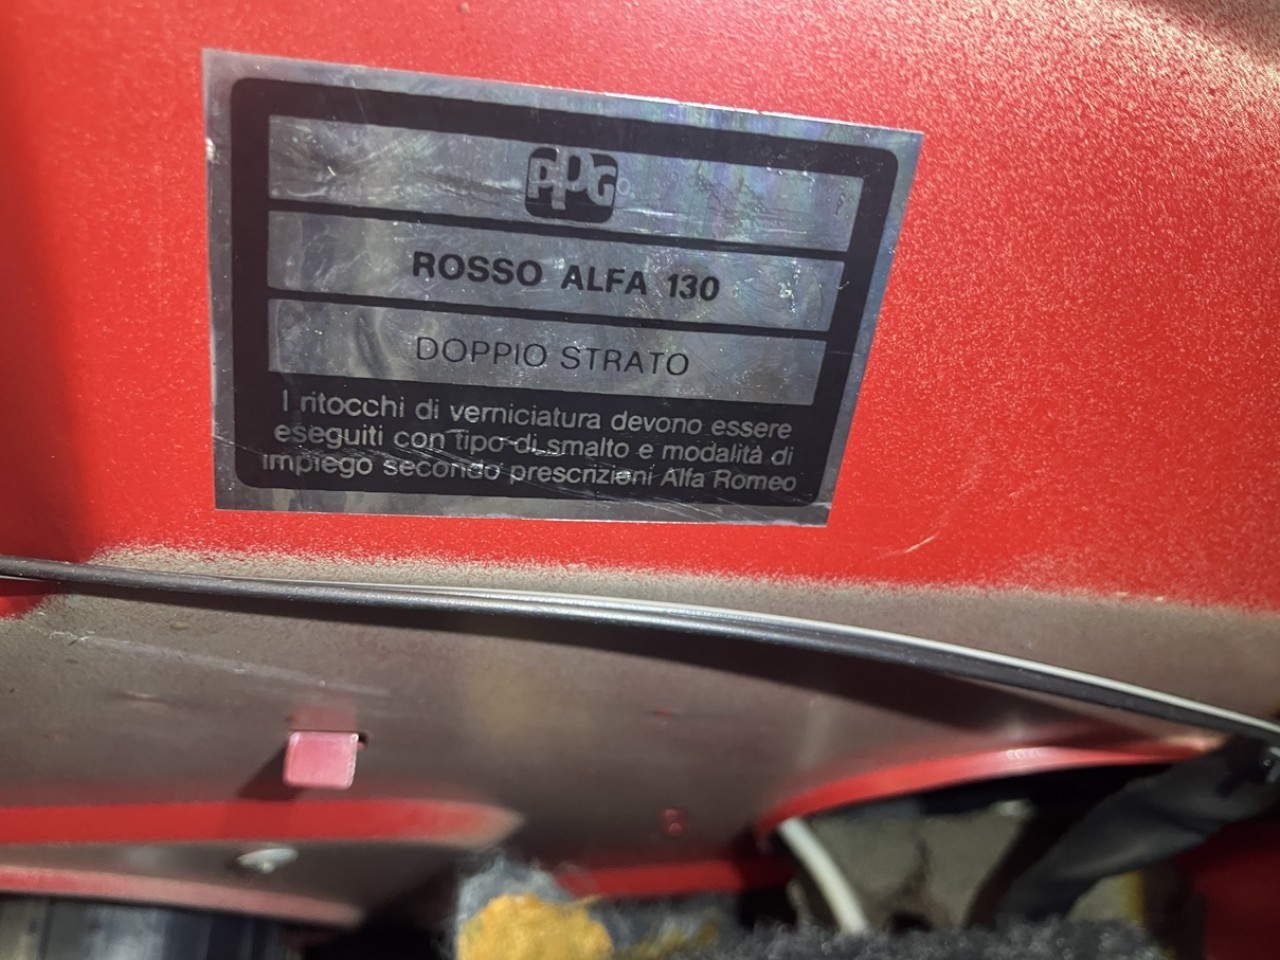 PPG
ROSSO ALFA 130
DOPPIO STRATO
I ritocchi di verniciatura devono essere
eseguiti con tipo di smalto e modalità di
impiego secondo prescrizioni Alfa Romeo